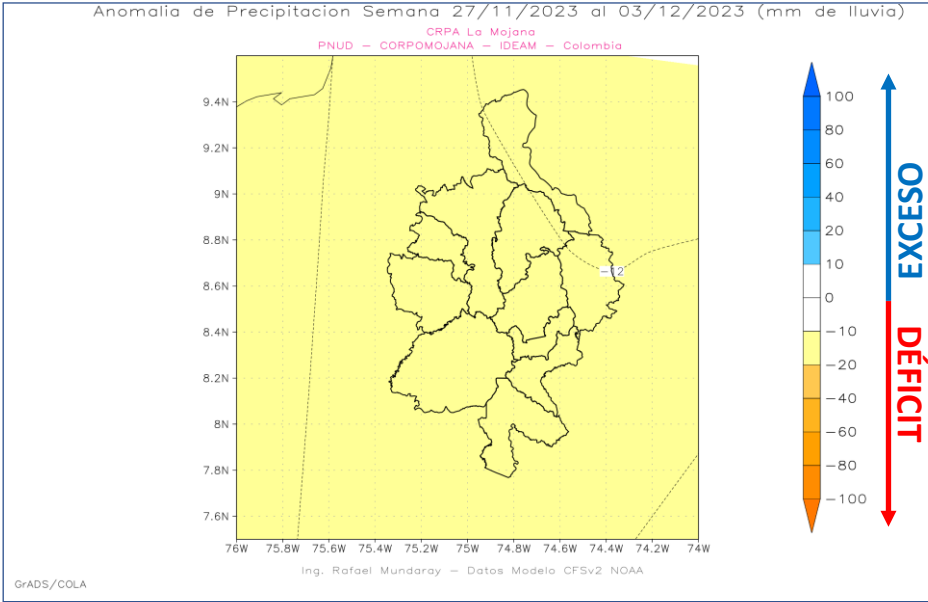 Anomalia de Precipitacion Semana 27/11/2023 al 03/12/2023 (mm de lluvia)
CRPA La Mojana
PNUD – CORPOMOJANA – IDEAM – Colombia
9.4N
9.2N
9N
8.8N
8.6N
8.4N
8.2N
8N
7.8N
7.6N
−12
76W 75.8W 75.6W 75.4W 75.2W 75W 74.8W 74.6W 74.4W 74.2W 74W
100
80
60
40
20
10
0
−10
−20
−40
−60
−80
−100
EXCESO
DÉFICIT
Ing. Rafael Mundaray – Datos Modelo CFSv2 NOAA
GrADS/COLA